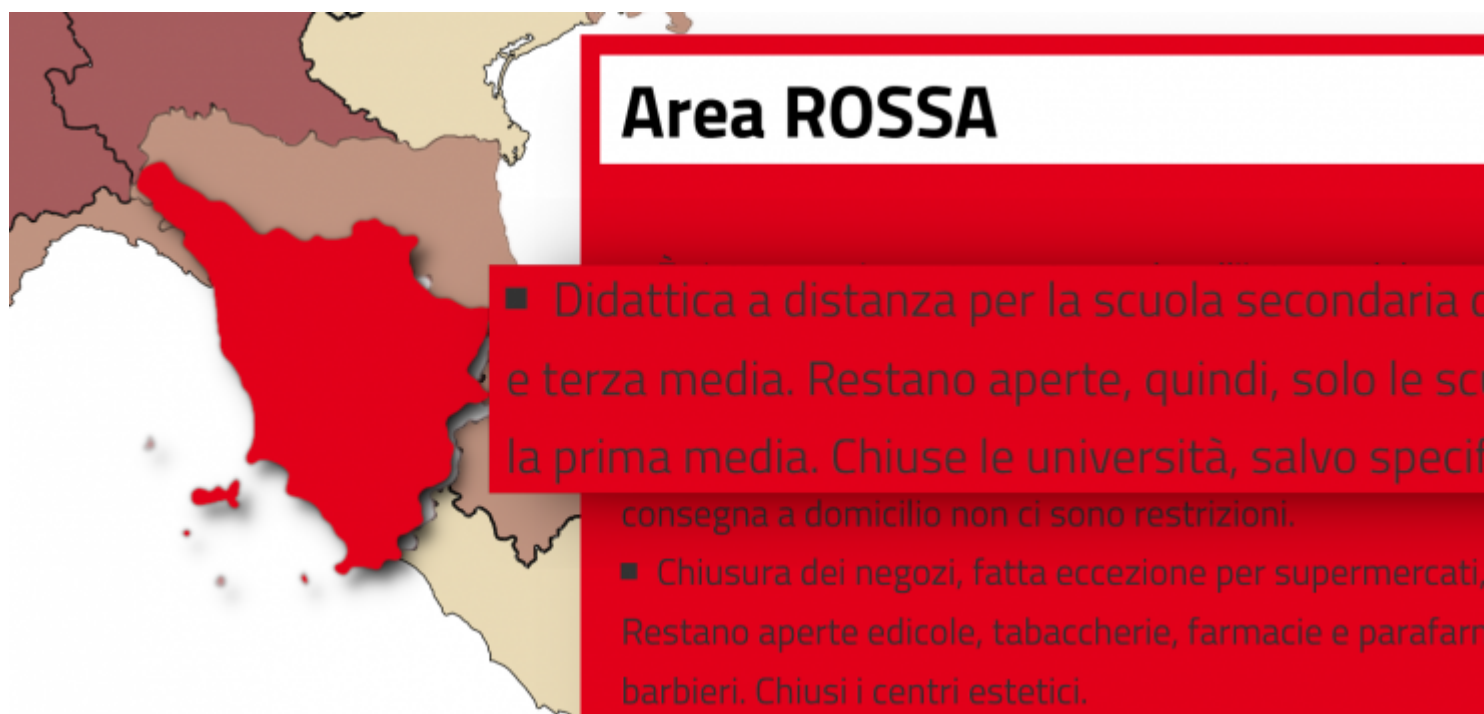 Area ROSSA
■ Didattica a distanza per la scuola secondaria
e terza media. Restano aperte, quindi, solo le
la prima media. Chiuse le università, salvo
consegna a domicilio non ci sono restrizioni.
■ Chiusura dei negozi, fatta eccezione per supermercati,
Restano aperte edicole, tabaccherie, farmacie e
barbieri. Chiusi i centri estetici.